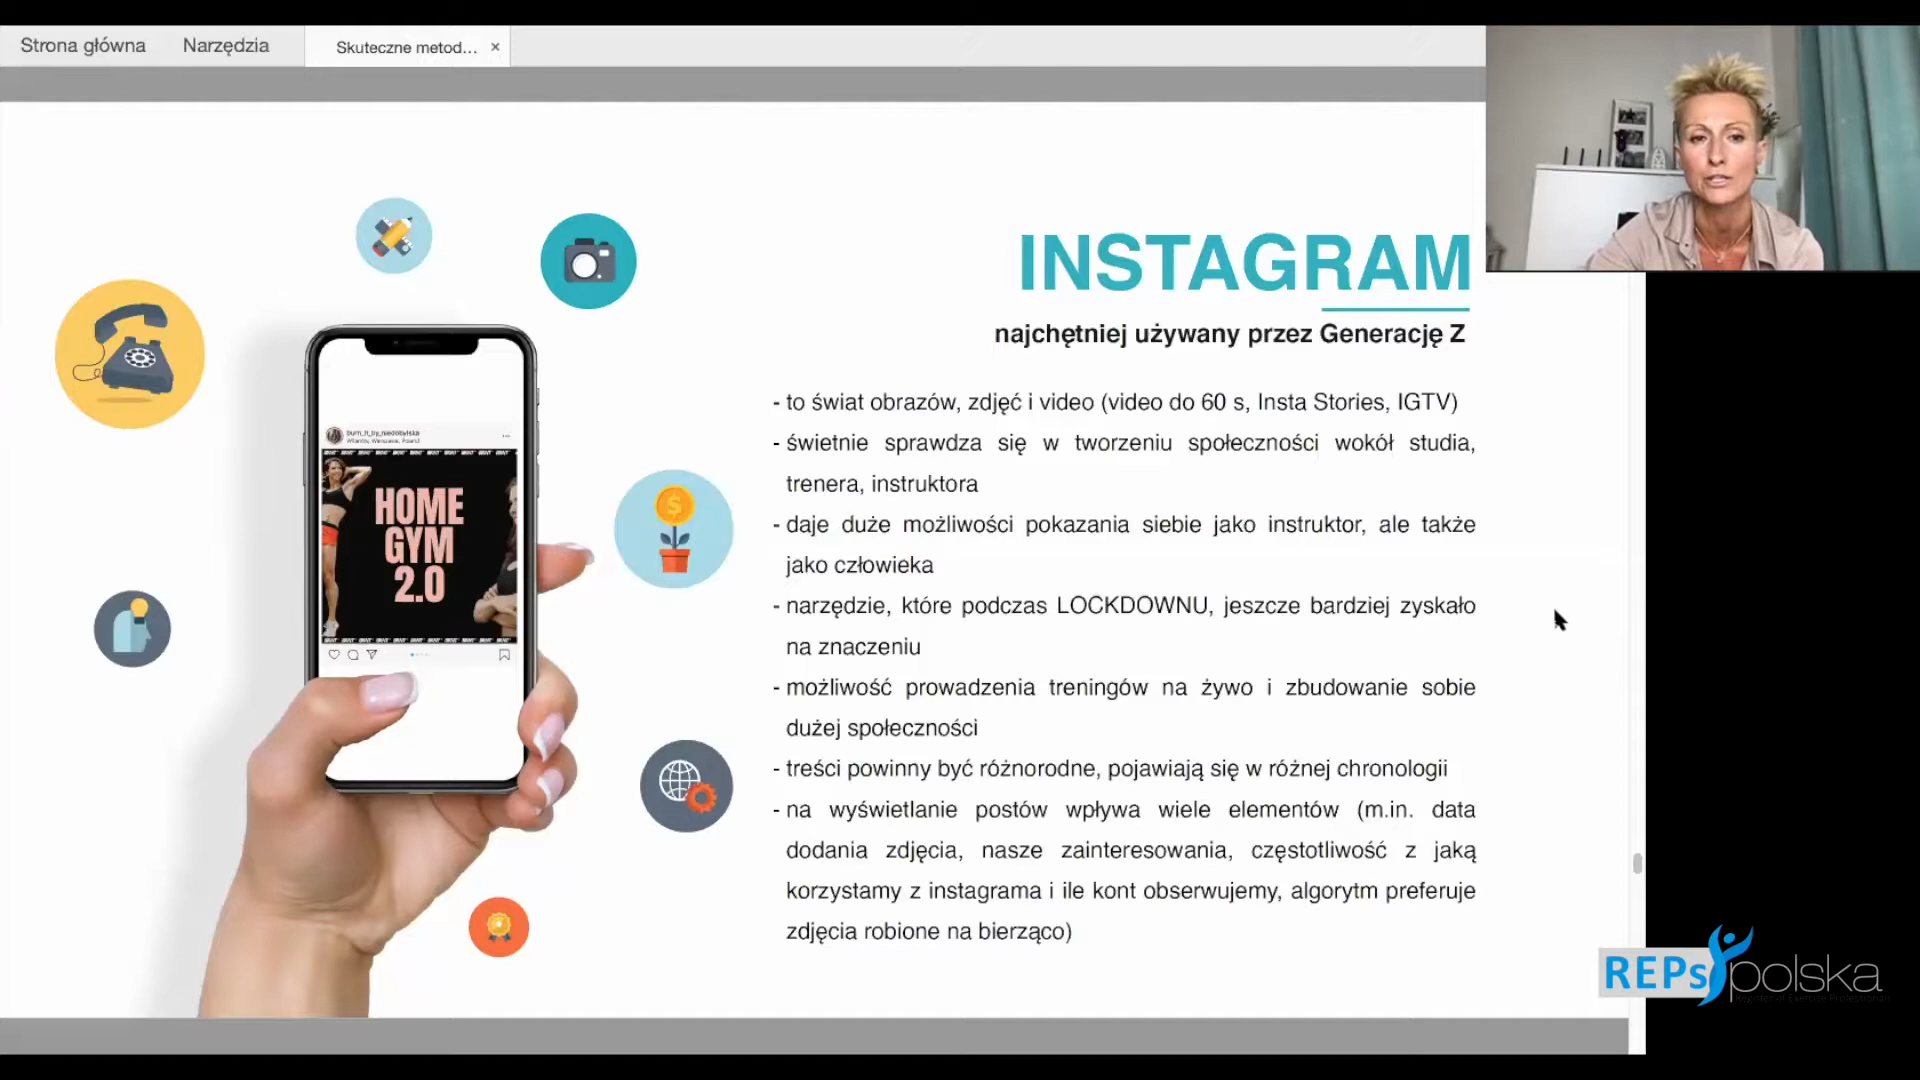 Strona główna
Narzędzia
Skuteczne metod...
INSTAGRAM
najchętniej używany przez Generację Z
- to świat obrazów, zdjęć i video (video do 60 s, Insta Stories, IGTV)
- świetnie sprawdza się w tworzeniu społeczności wokół studia,
trenera, instruktora
- daje duże możliwości pokazania siebie jako instruktor, ale także
jako człowieka
- narzędzie, które podczas LOCKDOWNU, jeszcze bardziej zyskało
na znaczeniu
- możliwość prowadzenia treningów na żywo i zbudowanie sobie
dużej społeczności
- treści powinny być różnorodne, pojawiają się w różnej chronologii
- na wyświetlanie postów wpływa wiele elementów (m.in. data
dodania zdjęcia, nasze zainteresowania, częstotliwość z jaką
korzystamy z instagrama i ile kont obserwujemy, algorytm preferuje
zdjęcia robione na bierząco)
HOME
GYM
2.0
REPs polska
Register of Exercise Professionals